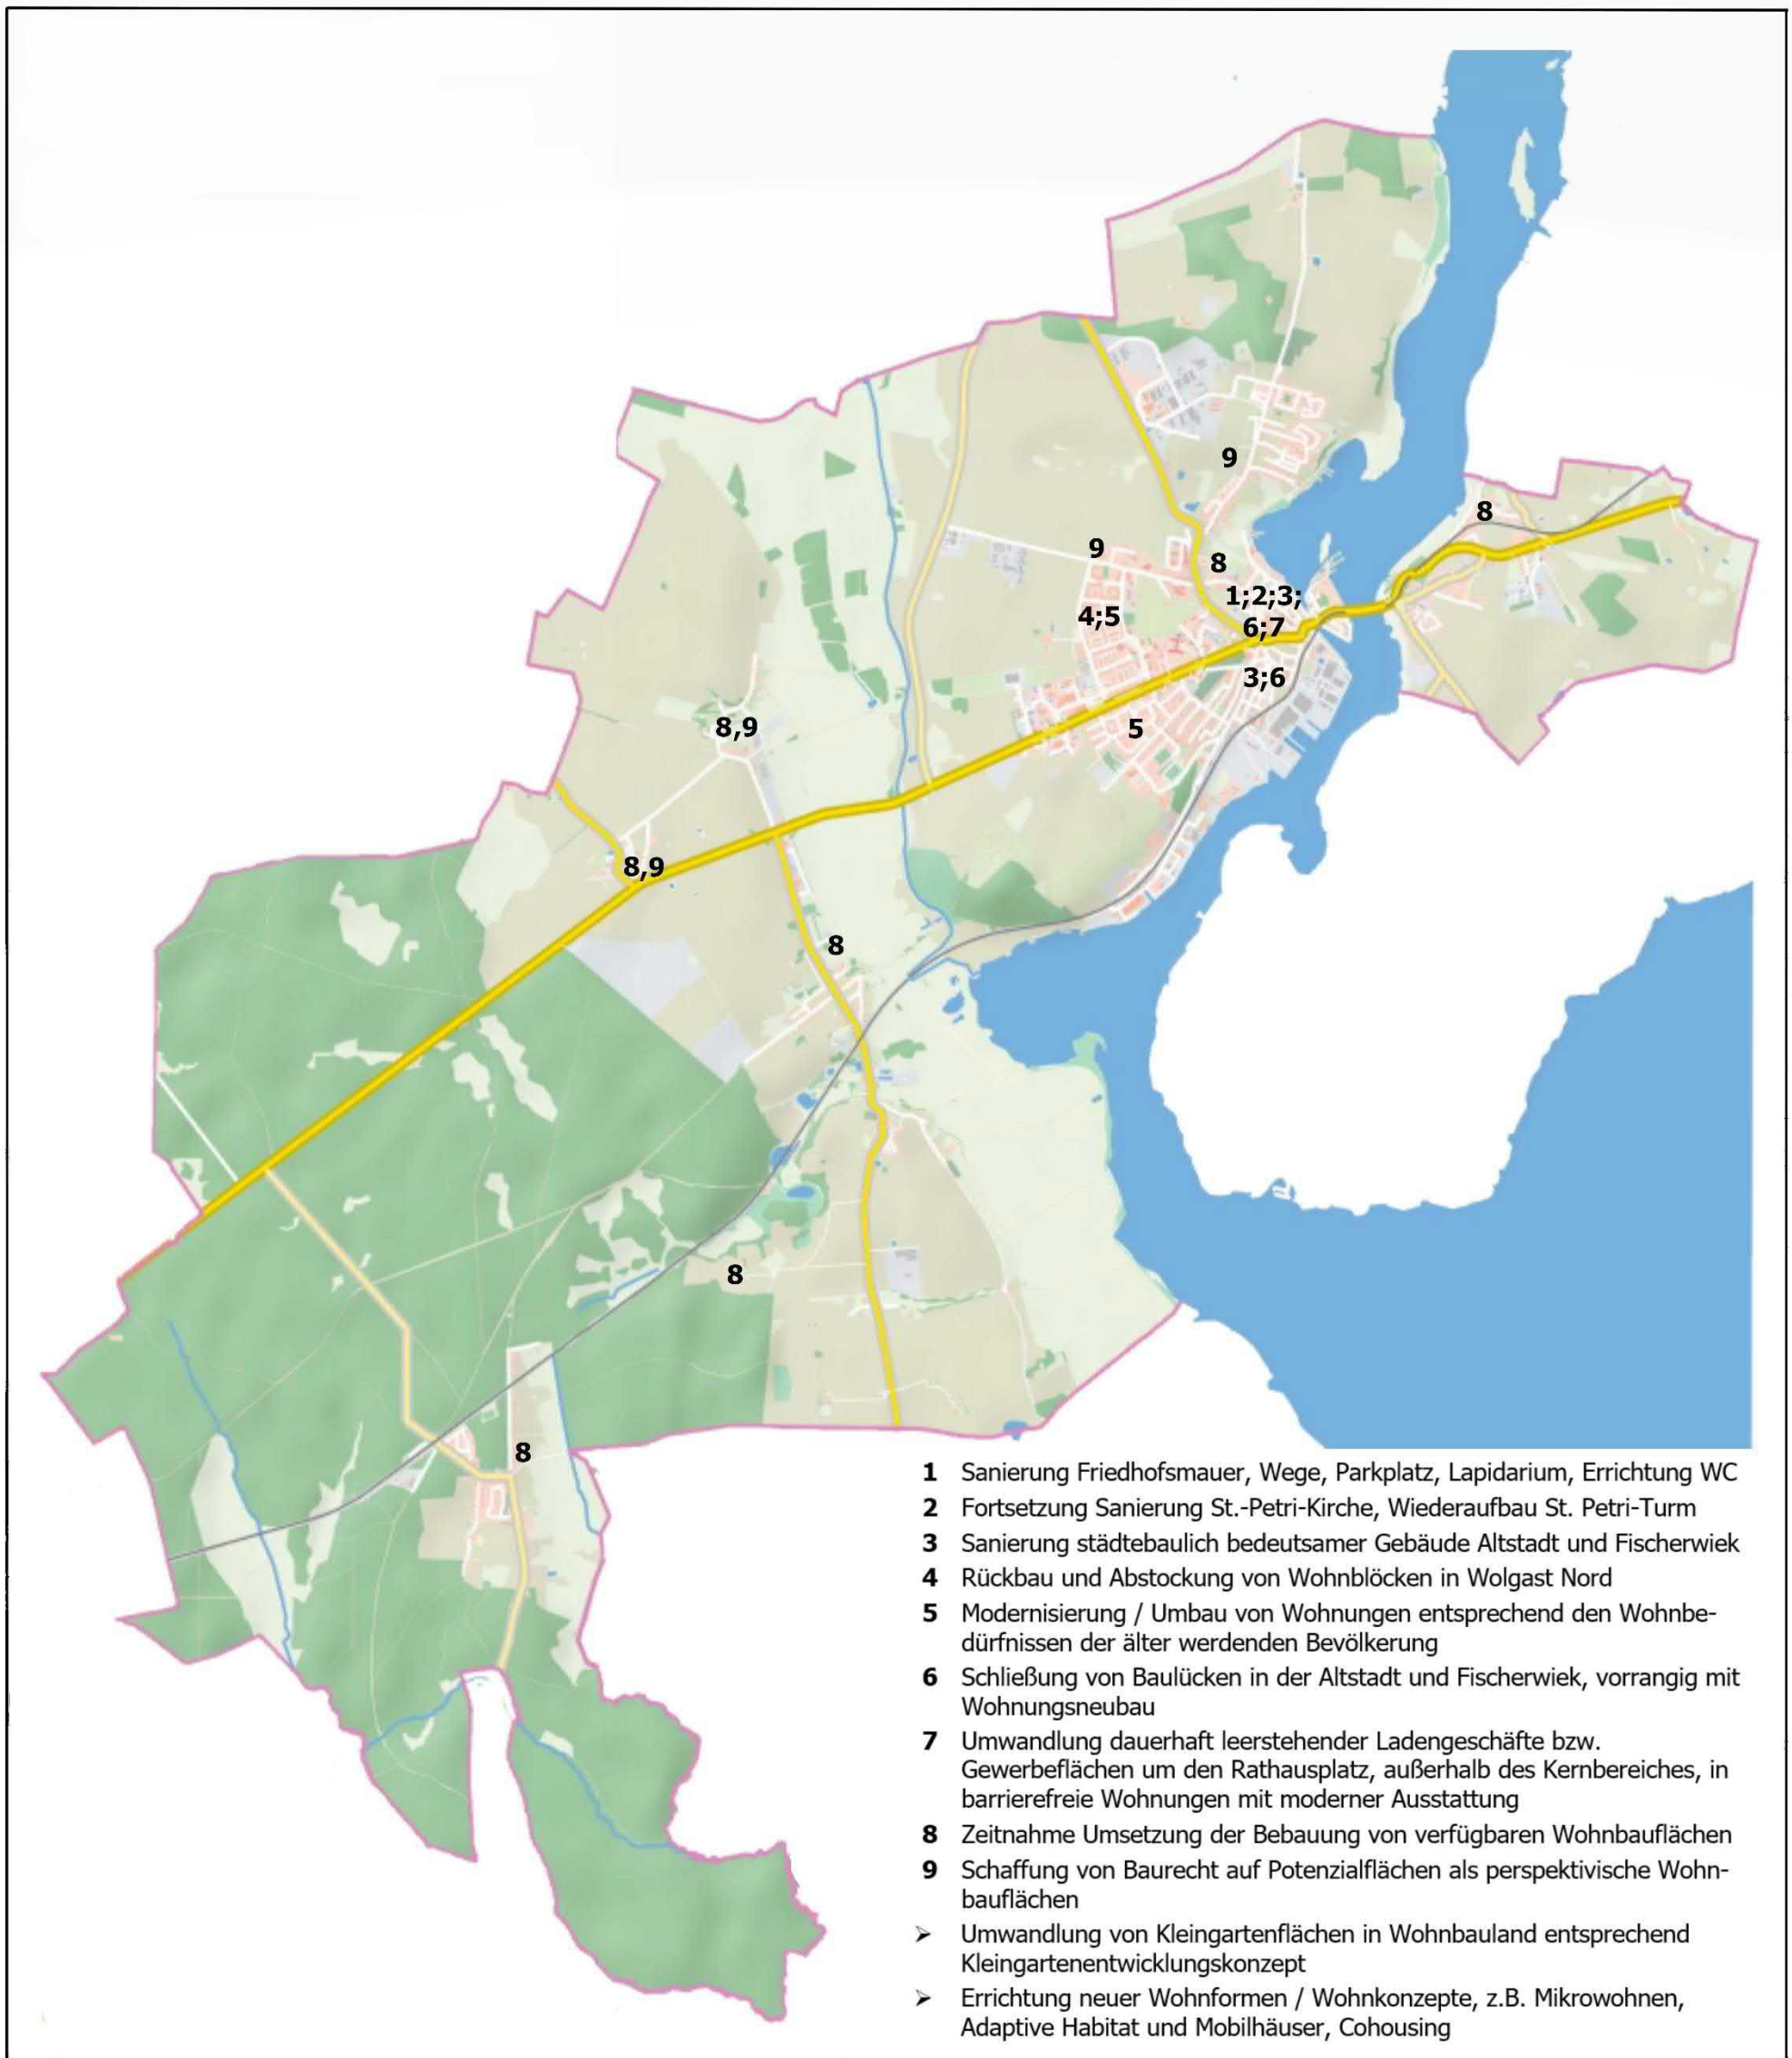 9
8
9
8
1;2;3;
4;5
6;7
3;6
8,9
5
8,9
8
8
8
1 Sanierung Friedhofsmauer, Wege, Parkplatz, Lapidarium, Errichtung WC
2 Fortsetzung Sanierung St.-Petri-Kirche, Wiederaufbau St. Petri-Turm
3 Sanierung städtebaulich bedeutsamer Gebäude Altstadt und Fischerwiek
4 Rückbau und Abstockung von Wohnblöcken in Wolgast Nord
5 Modernisierung / Umbau von Wohnungen entsprechend den Wohnbe-
dürfnissen der älter werdenden Bevölkerung
6 Schließung von Baulücken in der Altstadt und Fischerwiek, vorrangig mit
Wohnungsneubau
7 Umwandlung dauerhaft leerstehender Ladengeschäfte bzw.
Gewerbeflächen um den Rathausplatz, außerhalb des Kernbereiches, in
barrierefreie Wohnungen mit moderner Ausstattung
8 Zeitnahme Umsetzung der Bebauung von verfügbaren Wohnbauflächen
9 Schaffung von Baurecht auf Potenzialflächen als perspektivische Wohn-
bauflächen
➢ Umwandlung von Kleingartenflächen in Wohnbauland entsprechend
Kleingartenentwicklungskonzept
➢ Errichtung neuer Wohnformen / Wohnkonzepte, z.B. Mikrowohnen,
Adaptive Habitat und Mobilhäuser, Cohousing